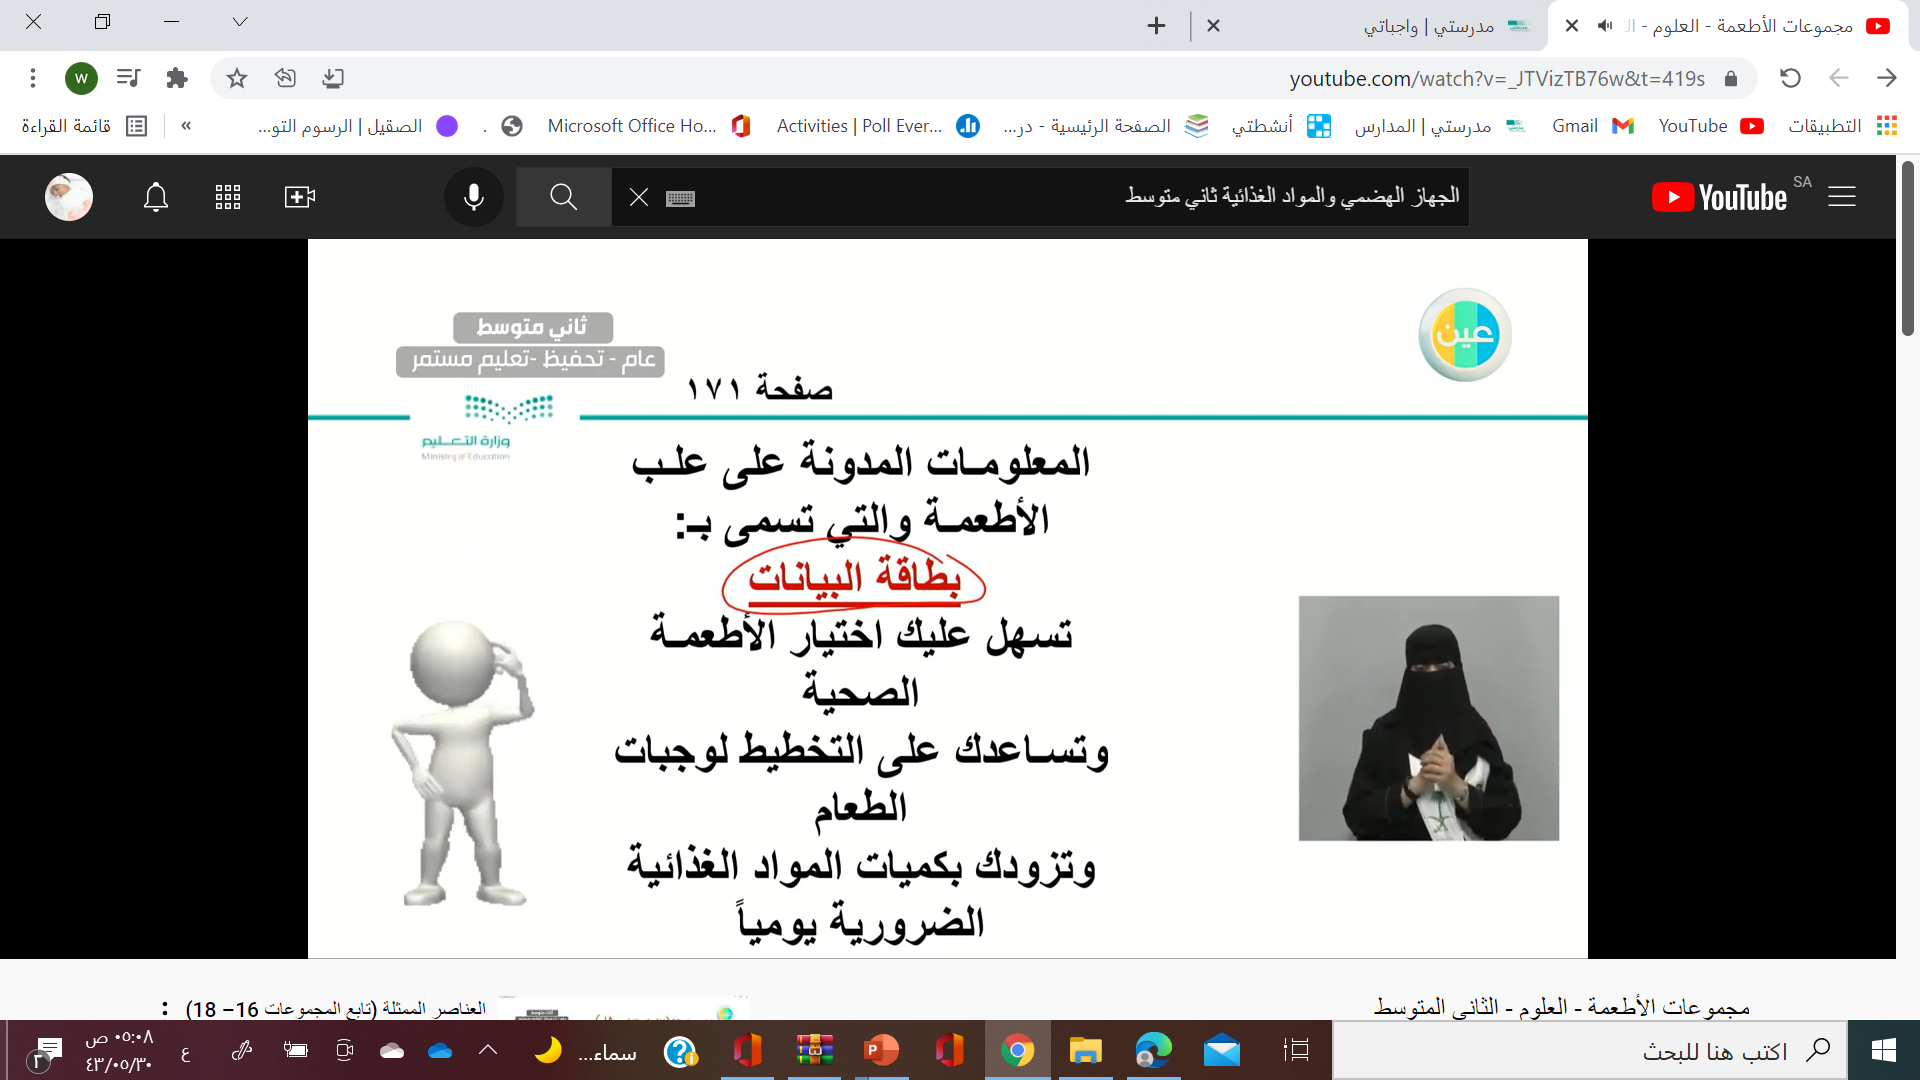 مجموعات الأطعمة - العلوم - ال
مدرستي | واجباتي
youtube.com/watch?v=_JTVizTB76w&t=419s
W
التطبيقات
YouTube
Gmail
مدرستي | المدارس
أنشطتي
الصفحة الرئيسية - در...
Activities | Poll Ever...
Microsoft Office Ho...
.
الصقيل | الرسوم التو...
»
قائمة القراءة
YouTube SA
الجهاز الهضمي والمواد الغذائية ثاني متوسط
عين
ثاني متوسط
عام - تحفيظ -تعليم مستمر
صفحة ١٧١
وزارة التعـــليم
Ministry of Education
المعلومات المدونة على علب
الأطعمة والتي تسمى بـ:
بطاقة البيانات
تسهل عليك اختيار الأطعمة
الصحية
وتساعدك على التخطيط لوجبات
الطعام
وتزودك بكميات المواد الغذائية
الضرورية يومياً
مجموعات الأطعمة - العلوم - الثاني المتوسط
العناصر الممثلة (تابع المجموعات 16– 18)
اكتب هنا للبحث
سماء...
ع
٠٥:٠٨ ص
٤٣/٠٥/٣٠
٣